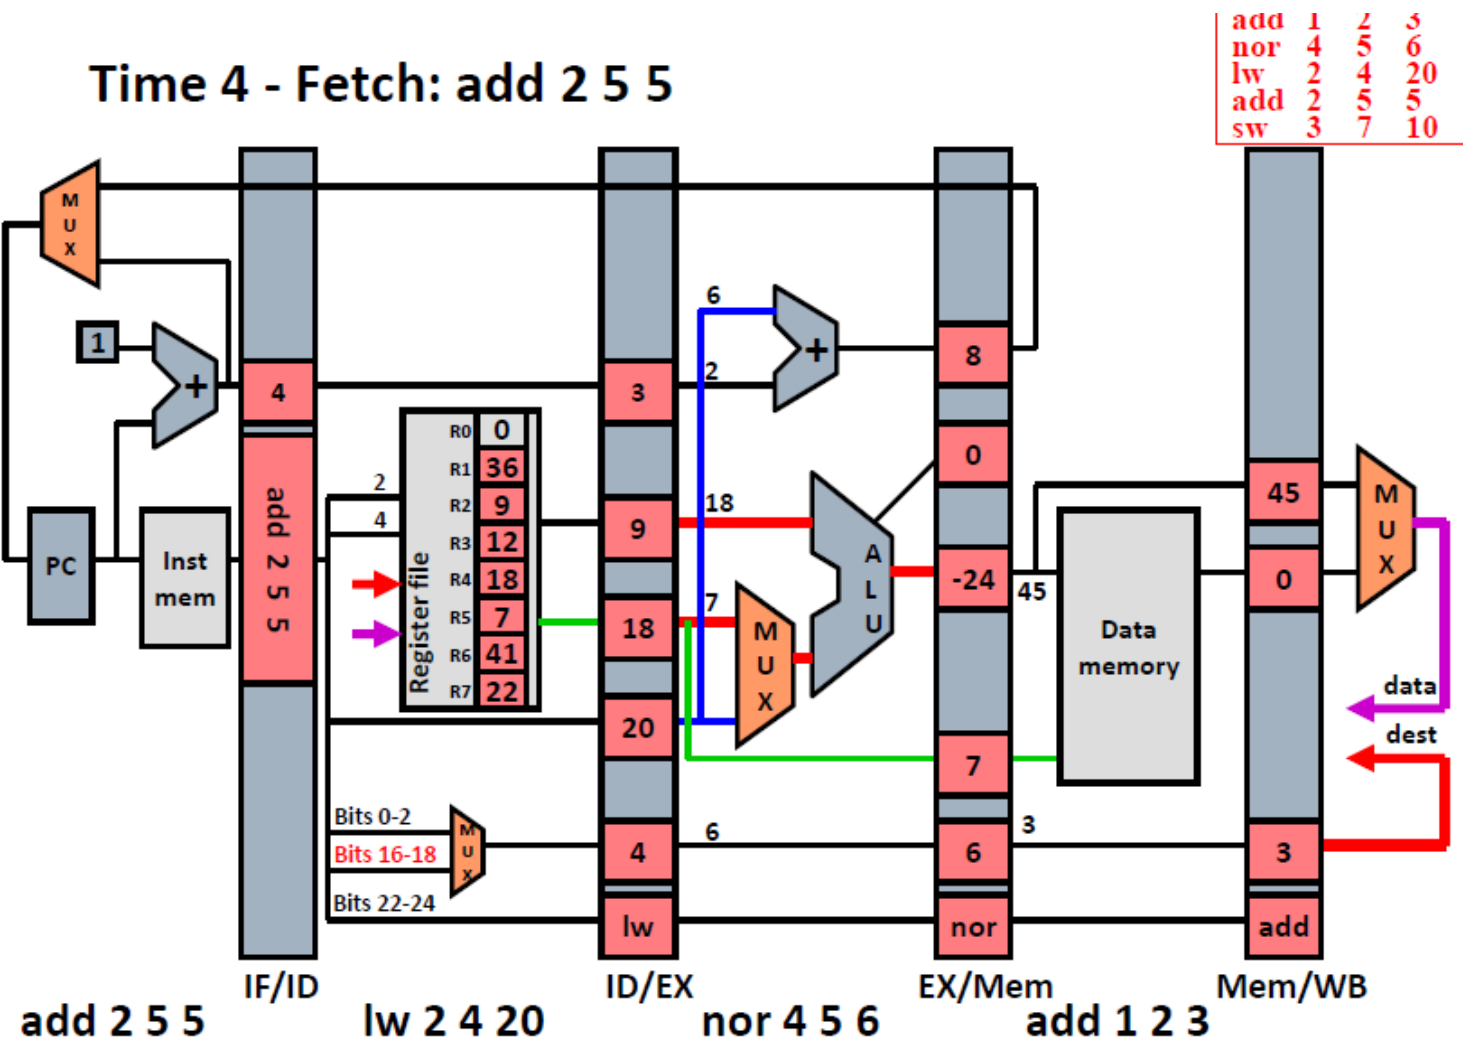 add 1 2 3
nor 4 5 6
lw 2 4 20
add 2 5 5
sw 3 7 10
Time 4 - Fetch: add 2 5 5
M
U
X
1
+
4
3
6
2
+
8
0
R0 0
R1 36
R2 9
R3 12
R4 18
R5 7
R6 41
R7 22
Register file
2
4
add 2 5 5
PC
Inst
mem
9
18
20
18
7
M
U
X
A
L
U
-24
45
7
Data
memory
45
0
M
U
X
data
dest
Bits 0-2
Bits 16-18
Bits 22-24
M
U
X
4
6
6
3
3
lw
nor
add
IF/ID
ID/EX
EX/Mem
Mem/WB
add 2 5 5
lw 2 4 20
nor 4 5 6
add 1 2 3